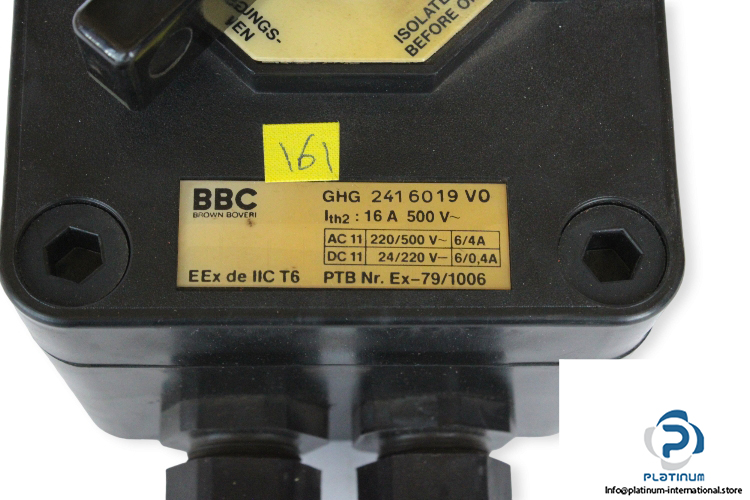 ISOLATE
BEFORE O
161
BBC
BROWN BOVERI
GHG 241 6019 V0
Ith2 : 16 A 500 V~
AC 11 220/500 V~ 6/4A
DC 11 24/220 V– 6/0,4A
EEx de IIC T6 PTB Nr. Ex–79/1006
PLATINUM
Info@platinum-international.store